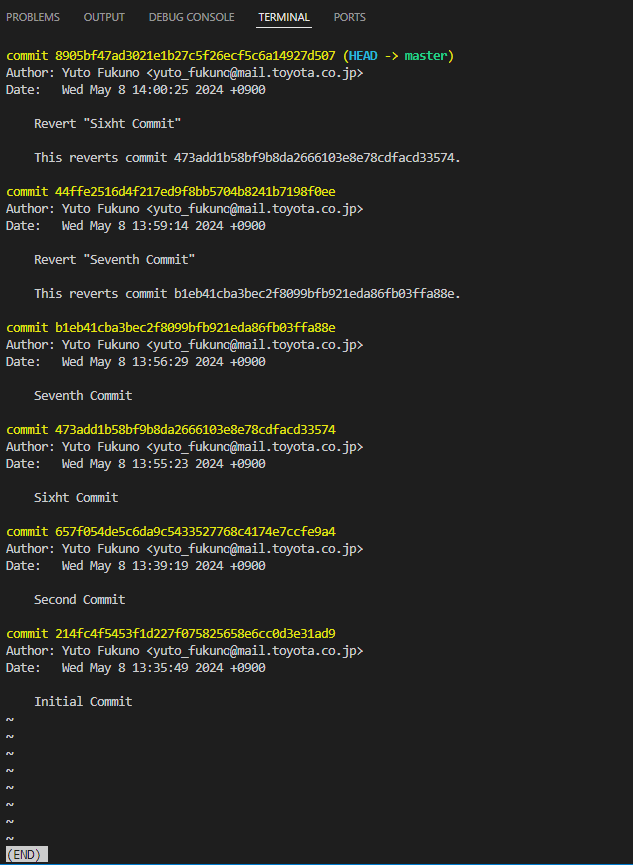 PROBLEMS OUTPUT DEBUG CONSOLE TERMINAL PORTS
commit 8905bf47ad3021e1b27c5f26ecf5c6a14927d507 (HEAD -> master)
Author: Yuto Fukuno <yuto_fukuno@mail.toyota.co.jp>
Date:   Wed May 8 14:00:25 2024 +0900
Revert "Sixht Commit"
This reverts commit 473add1b58bf9b8da2666103e8e78cdfacd33574.
commit 44ffe2516d4f217ed9f8bb5704b8241b7198f0ee
Author: Yuto Fukuno <yuto_fukuno@mail.toyota.co.jp>
Date:   Wed May 8 13:59:14 2024 +0900
Revert "Seventh Commit"
This reverts commit b1eb41cba3bec2f8099bfb921eda86fb03ffa88e.
commit b1eb41cba3bec2f8099bfb921eda86fb03ffa88e
Author: Yuto Fukuno <yuto_fukuno@mail.toyota.co.jp>
Date:   Wed May 8 13:56:29 2024 +0900
Seventh Commit
commit 473add1b58bf9b8da2666103e8e78cdfacd33574
Author: Yuto Fukuno <yuto_fukuno@mail.toyota.co.jp>
Date:   Wed May 8 13:55:23 2024 +0900
Sixht Commit
commit 657f054de5c6da9c5433527768c4174e7ccfe9a4
Author: Yuto Fukuno <yuto_fukuno@mail.toyota.co.jp>
Date:   Wed May 8 13:39:19 2024 +0900
Second Commit
commit 214fc4f5453f1d227f075825658e6cc0d3e31ad9
Author: Yuto Fukuno <yuto_fukuno@mail.toyota.co.jp>
Date:   Wed May 8 13:35:49 2024 +0900
Initial Commit
~
~
~
~
~
~
~
~
(END)